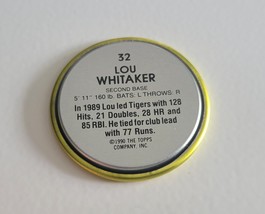 32
LOU
WHITAKER
SECOND BASE
5' 11" 160 lb. BATS: L THROWS: R
In 1989 Lou led Tigers with 128
Hits, 21 Doubles, 28 HR and
85 RBI. He tied for club lead
with 77 Runs.
©1990 THE TOPPS
COMPANY, INC.